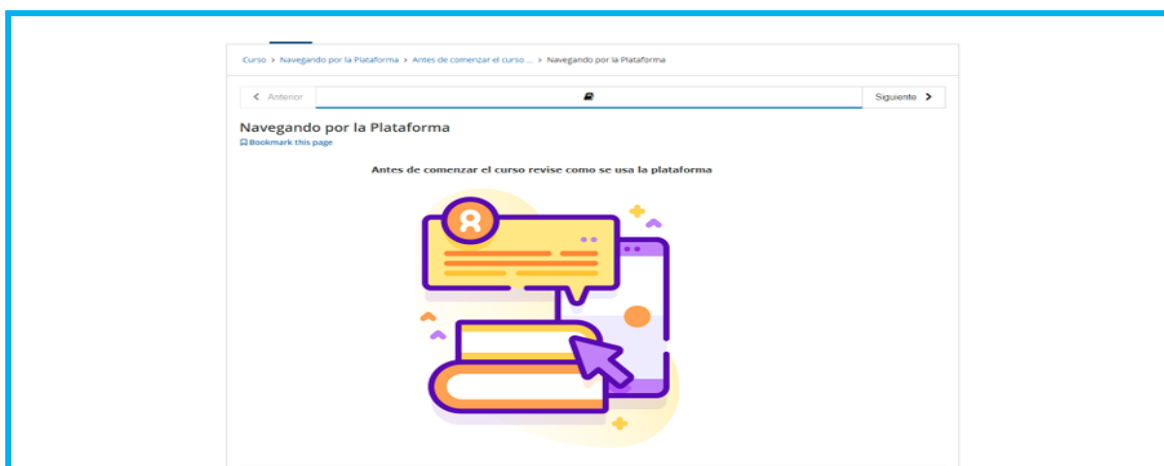 Curso > Navegando por la Plataforma > Antes de comenzar el curso ... > Navegando por la Plataforma
< Anterior
Siguiente >
Navegando por la Plataforma
Bookmark this page
Antes de comenzar el curso revise como se usa la plataforma